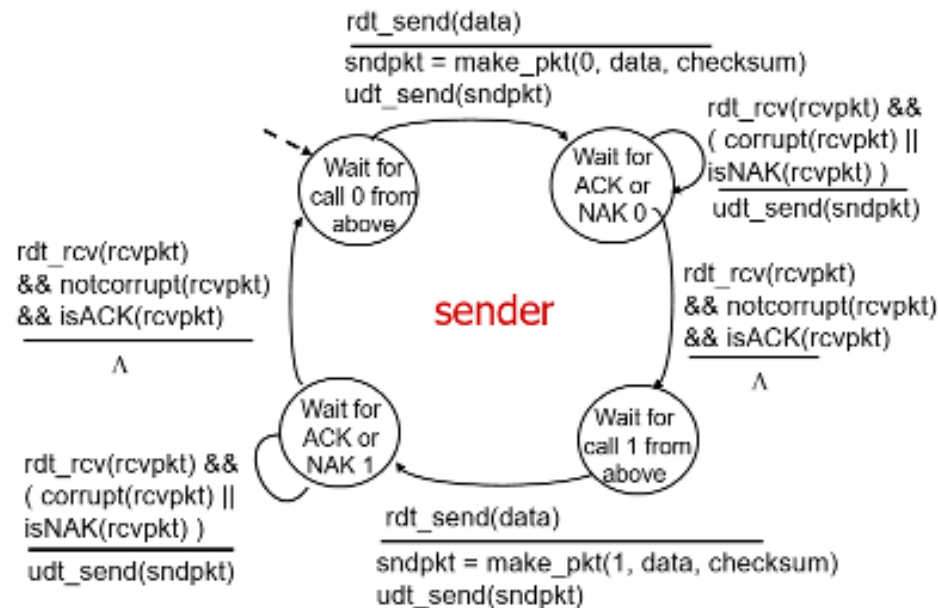 rdt_send(data)
sndpkt = make_pkt(0, data, checksum)
udt_send(sndpkt)
Wait for
call 0 from
above
Wait for
ACK or
NAK 0
rdt_rcv(rcvpkt) &&
( corrupt(rcvpkt) ||
isNAK(rcvpkt) )
udt_send(sndpkt)
rdt_rcv(rcvpkt)
&& notcorrupt(rcvpkt)
&& isACK(rcvpkt)
Λ
sender
rdt_rcv(rcvpkt)
&& notcorrupt(rcvpkt)
&& isACK(rcvpkt)
Λ
Wait for
ACK or
NAK 1
Wait for
call 1 from
above
rdt_rcv(rcvpkt) &&
( corrupt(rcvpkt) ||
isNAK(rcvpkt) )
udt_send(sndpkt)
rdt_send(data)
sndpkt = make_pkt(1, data, checksum)
udt_send(sndpkt)